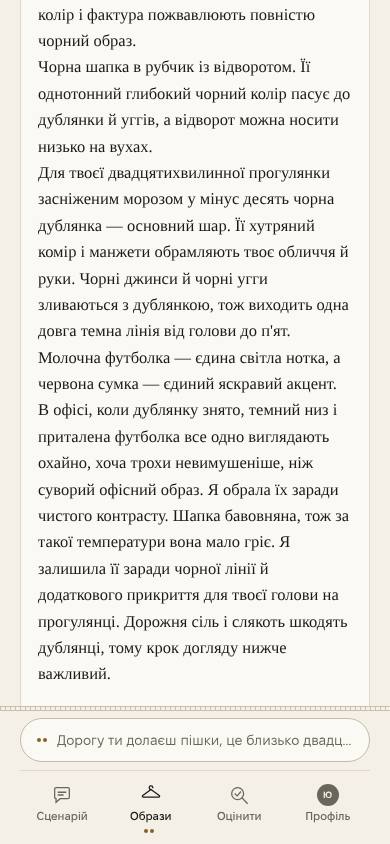 колір і фактура пожвавлюють повністю
чорний образ.
Чорна шапка в рубчик із відворотом. Її
однотонний глибокий чорний колір пасує до
дублянки й уггів, а відворот можна носити
низько на вухах.
Для твоєї двадцятихвилинної прогулянки
засніженим морозом у мінус десять чорна
дублянка — основний шар. Її хутряний
комір і манжети обрамляють твоє обличчя й
руки. Чорні джинси й чорні угги
зливаються з дублянкою, тож виходить одна
довга темна лінія від голови до п'ят.
Молочна футболка — єдина світла нотка, а
червона сумка — єдиний яскравий акцент.
В офісі, коли дублянку знято, темний низ і
приталена футболка все одно виглядають
охайно, хоча трохи невимушеніше, ніж
суворий офісний образ. Я обрала їх заради
чистого контрасту. Шапка бавовняна, тож за
такої температури вона мало гріє. Я
залишила її заради чорної лінії й
додаткового прикриття для твоєї голови на
прогулянці. Дорожня сіль і сльота шкодять
дублянці, тому крок догляду нижче
важливий.
Дорогу ти долаєш пішки, це близько двадц...
Сценарій
Образи
Оцінити
Ю
Профіль